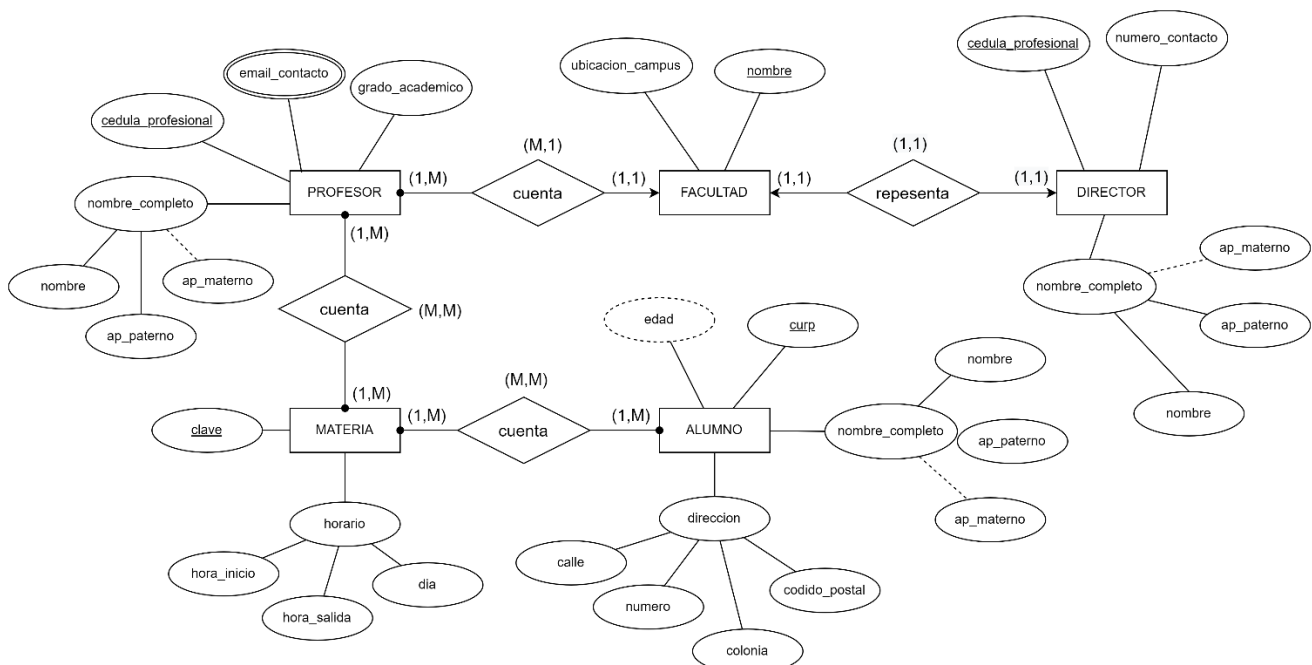 email_contacto
grado_academico
cedula_profesional
ubicacion_campus
nombre
cedula_profesional
numero_contacto
(M,1)
(1,1)
PROFESOR
(1,M)
cuenta
(1,1)
FACULTAD
(1,1)
repesenta
(1,1)
DIRECTOR
nombre_completo
(1,M)
nombre
ap_materno
ap_paterno
ap_materno
nombre_completo
ap_paterno
nombre
cuenta
(M,M)
edad
curp
nombre
(M,M)
(1,M)
clave
MATERIA
(1,M)
cuenta
(1,M)
ALUMNO
nombre_completo
ap_paterno
ap_materno
horario
hora_inicio
hora_salida
dia
direccion
calle
numero
colonia
codido_postal